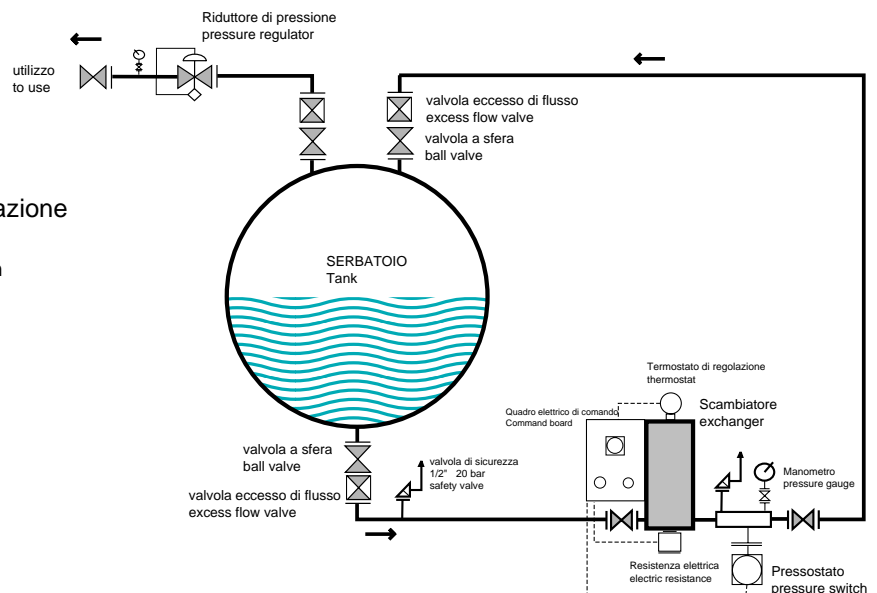 Riduttore di pressione
pressure regulator
utilizzo
to use
valvola eccesso di flusso
excess flow valve
valvola a sfera
ball valve
azione
SERBATOIO
Tank
Termostato di regolazione
thermostat
Quadro elettrico di comando
Command board
Scambiatore
exchanger
valvola a sfera
ball valve
valvola di sicurezza
1/2" 20 bar
safety valve
valvola eccesso di flusso
excess flow valve
Manometro
pressure gauge
Resistenza elettrica
electric resistance
Pressostato
pressure switch